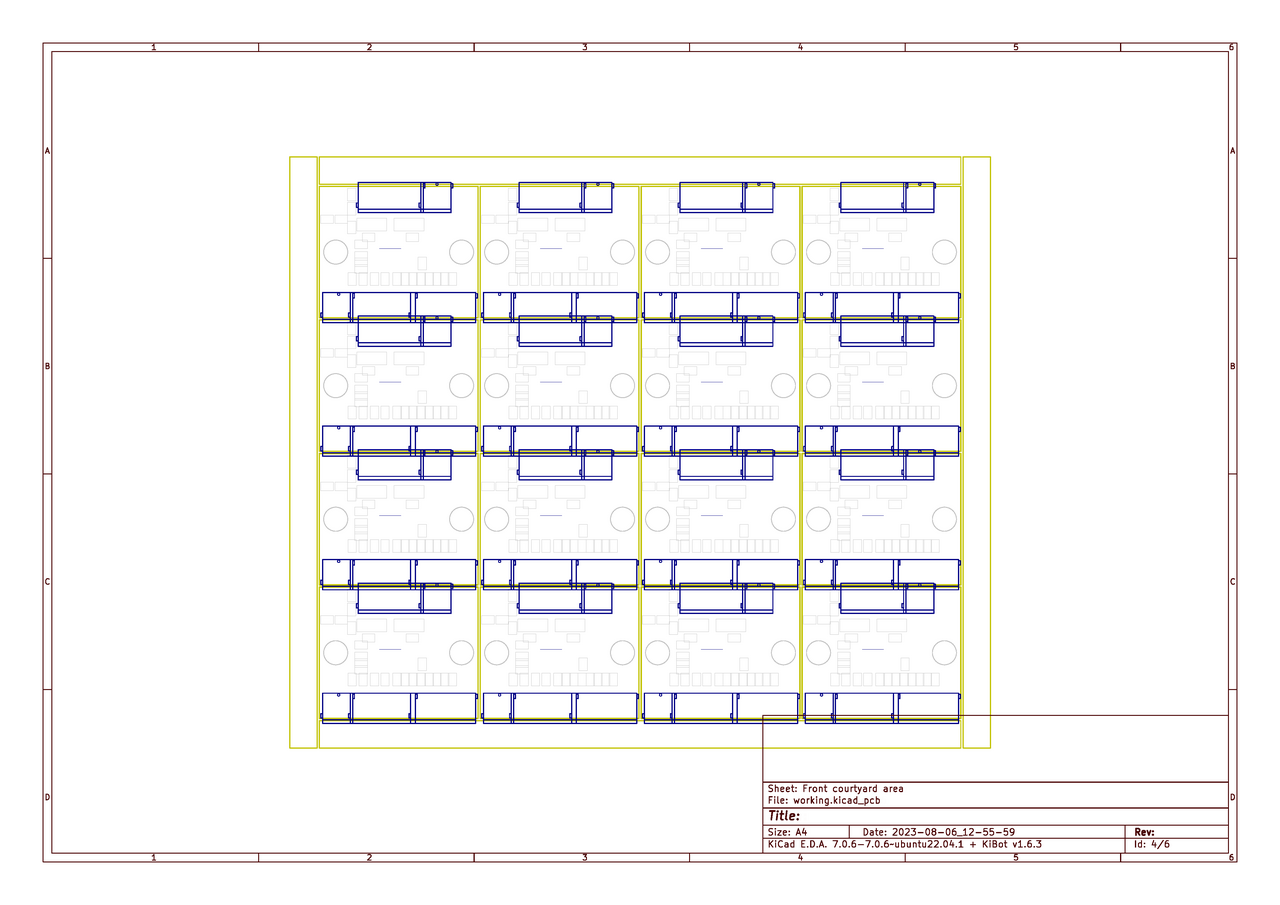 1 2 3 4 5 6
A A
B B
C C
D D
Sheet: Front courtyard area
File: working.kicad_pcb
Title:
Size: A4 Date: 2023-08-06_12-55-59 Rev:
KiCad E.D.A. 7.0.6-7.0.6~ubuntu22.04.1 + KiBot v1.6.3 Id: 4/6
1 2 3 4 5 6